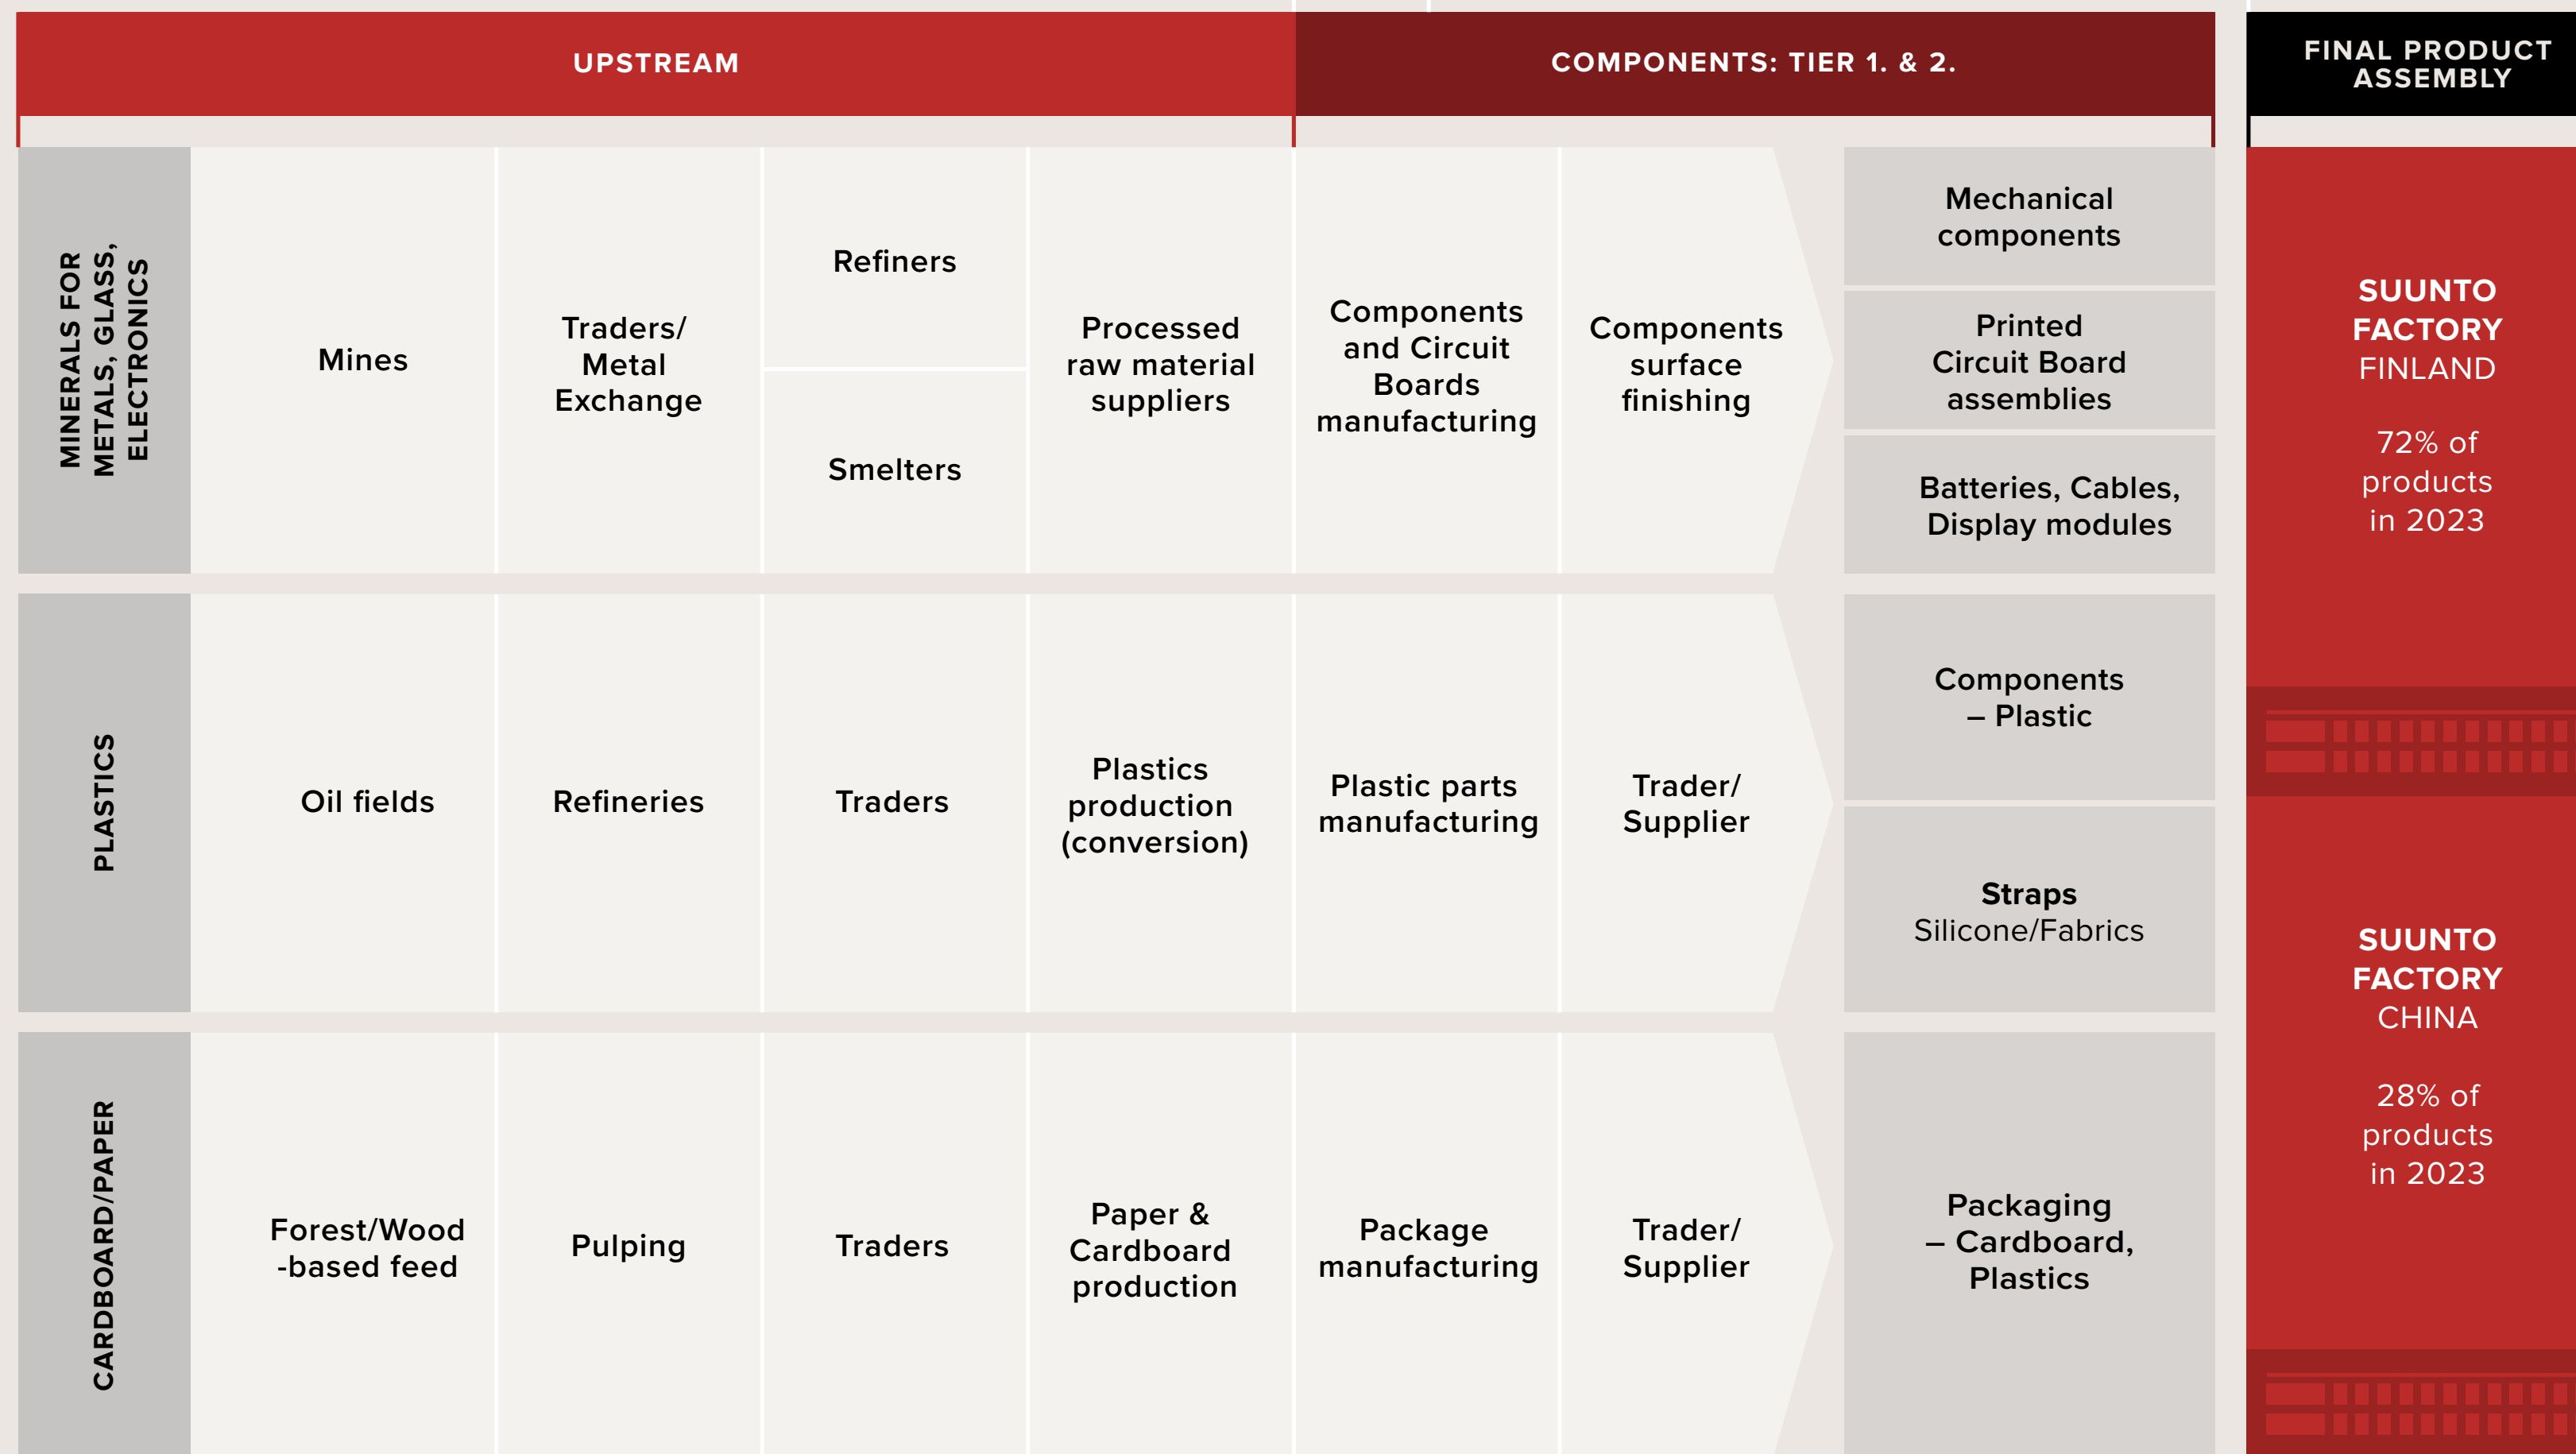 UPSTREAM
COMPONENTS: TIER 1. & 2.
FINAL PRODUCT
ASSEMBLY
MINERALS FOR
METALS, GLASS,
ELECTRONICS
Mines
Traders/
Metal
Exchange
Refiners
Smelters
Processed
raw material
suppliers
Components
and Circuit
Boards
manufacturing
Components
surface
finishing
Mechanical
components
Printed
Circuit Board
assemblies
Batteries, Cables,
Display modules
SUUNTO
FACTORY
FINLAND
72% of
products
in 2023
PLASTICS
Oil fields
Refineries
Traders
Plastics
production
(conversion)
Plastic parts
manufacturing
Trader/
Supplier
Components
– Plastic
Straps
Silicone/Fabrics
SUUNTO
FACTORY
CHINA
28% of
products
in 2023
CARDBOARD/PAPER
Forest/Wood
-based feed
Pulping
Traders
Paper &
Cardboard
production
Package
manufacturing
Trader/
Supplier
Packaging
– Cardboard,
Plastics